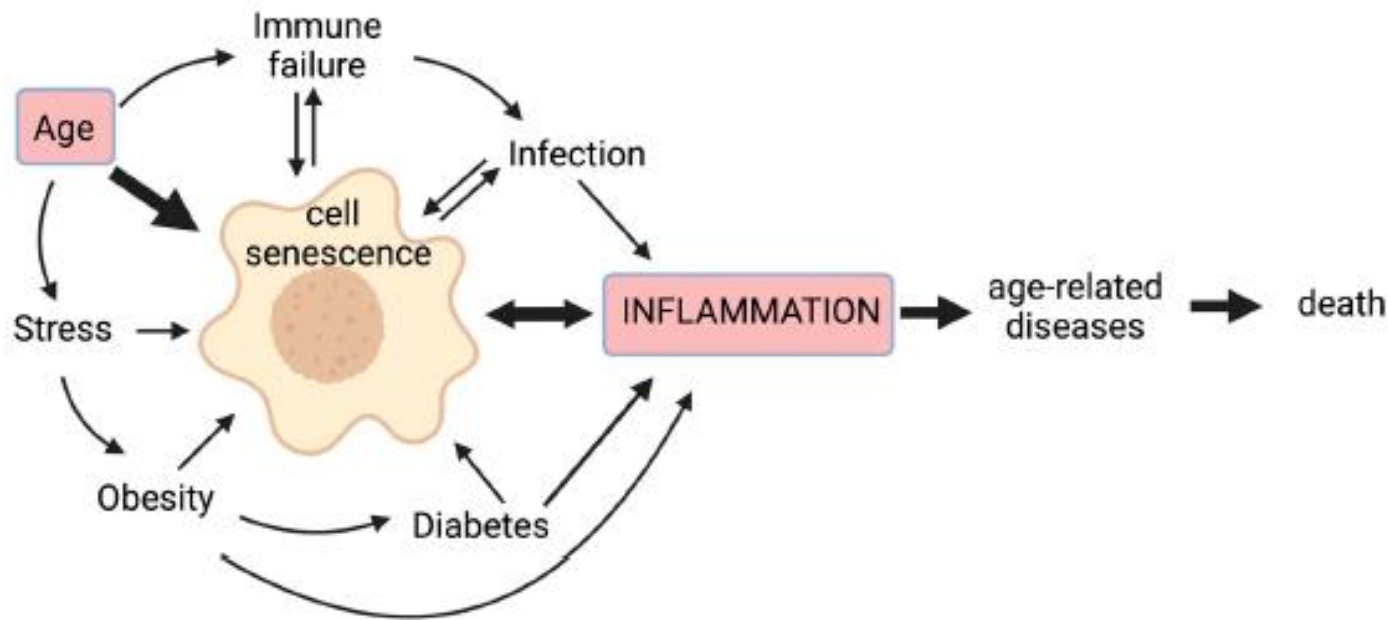 Immune
failure
Age
Infection
cell
senescence
INFLAMMATION
age-related
diseases
death
Stress
Obesity
Diabetes